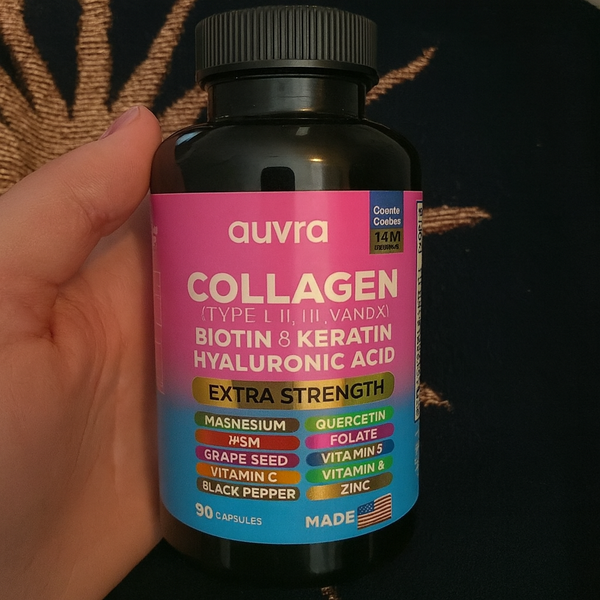 auvra
Coente
Coebes
14M
COLLAGEN
(TYPE L II, III ,VANDX)
BIOTIN 8 KERATIN
HYALURONIC ACID
EXTRA STRENGTH
MASNESIUM
QUERCETIN
ЖSM
FOLATE
GRAPE SEED
VITAMIN 5
VITAMIN C
VITAMIN &
BLACK PEPPER
ZINC
90 CAPSULES
MADE